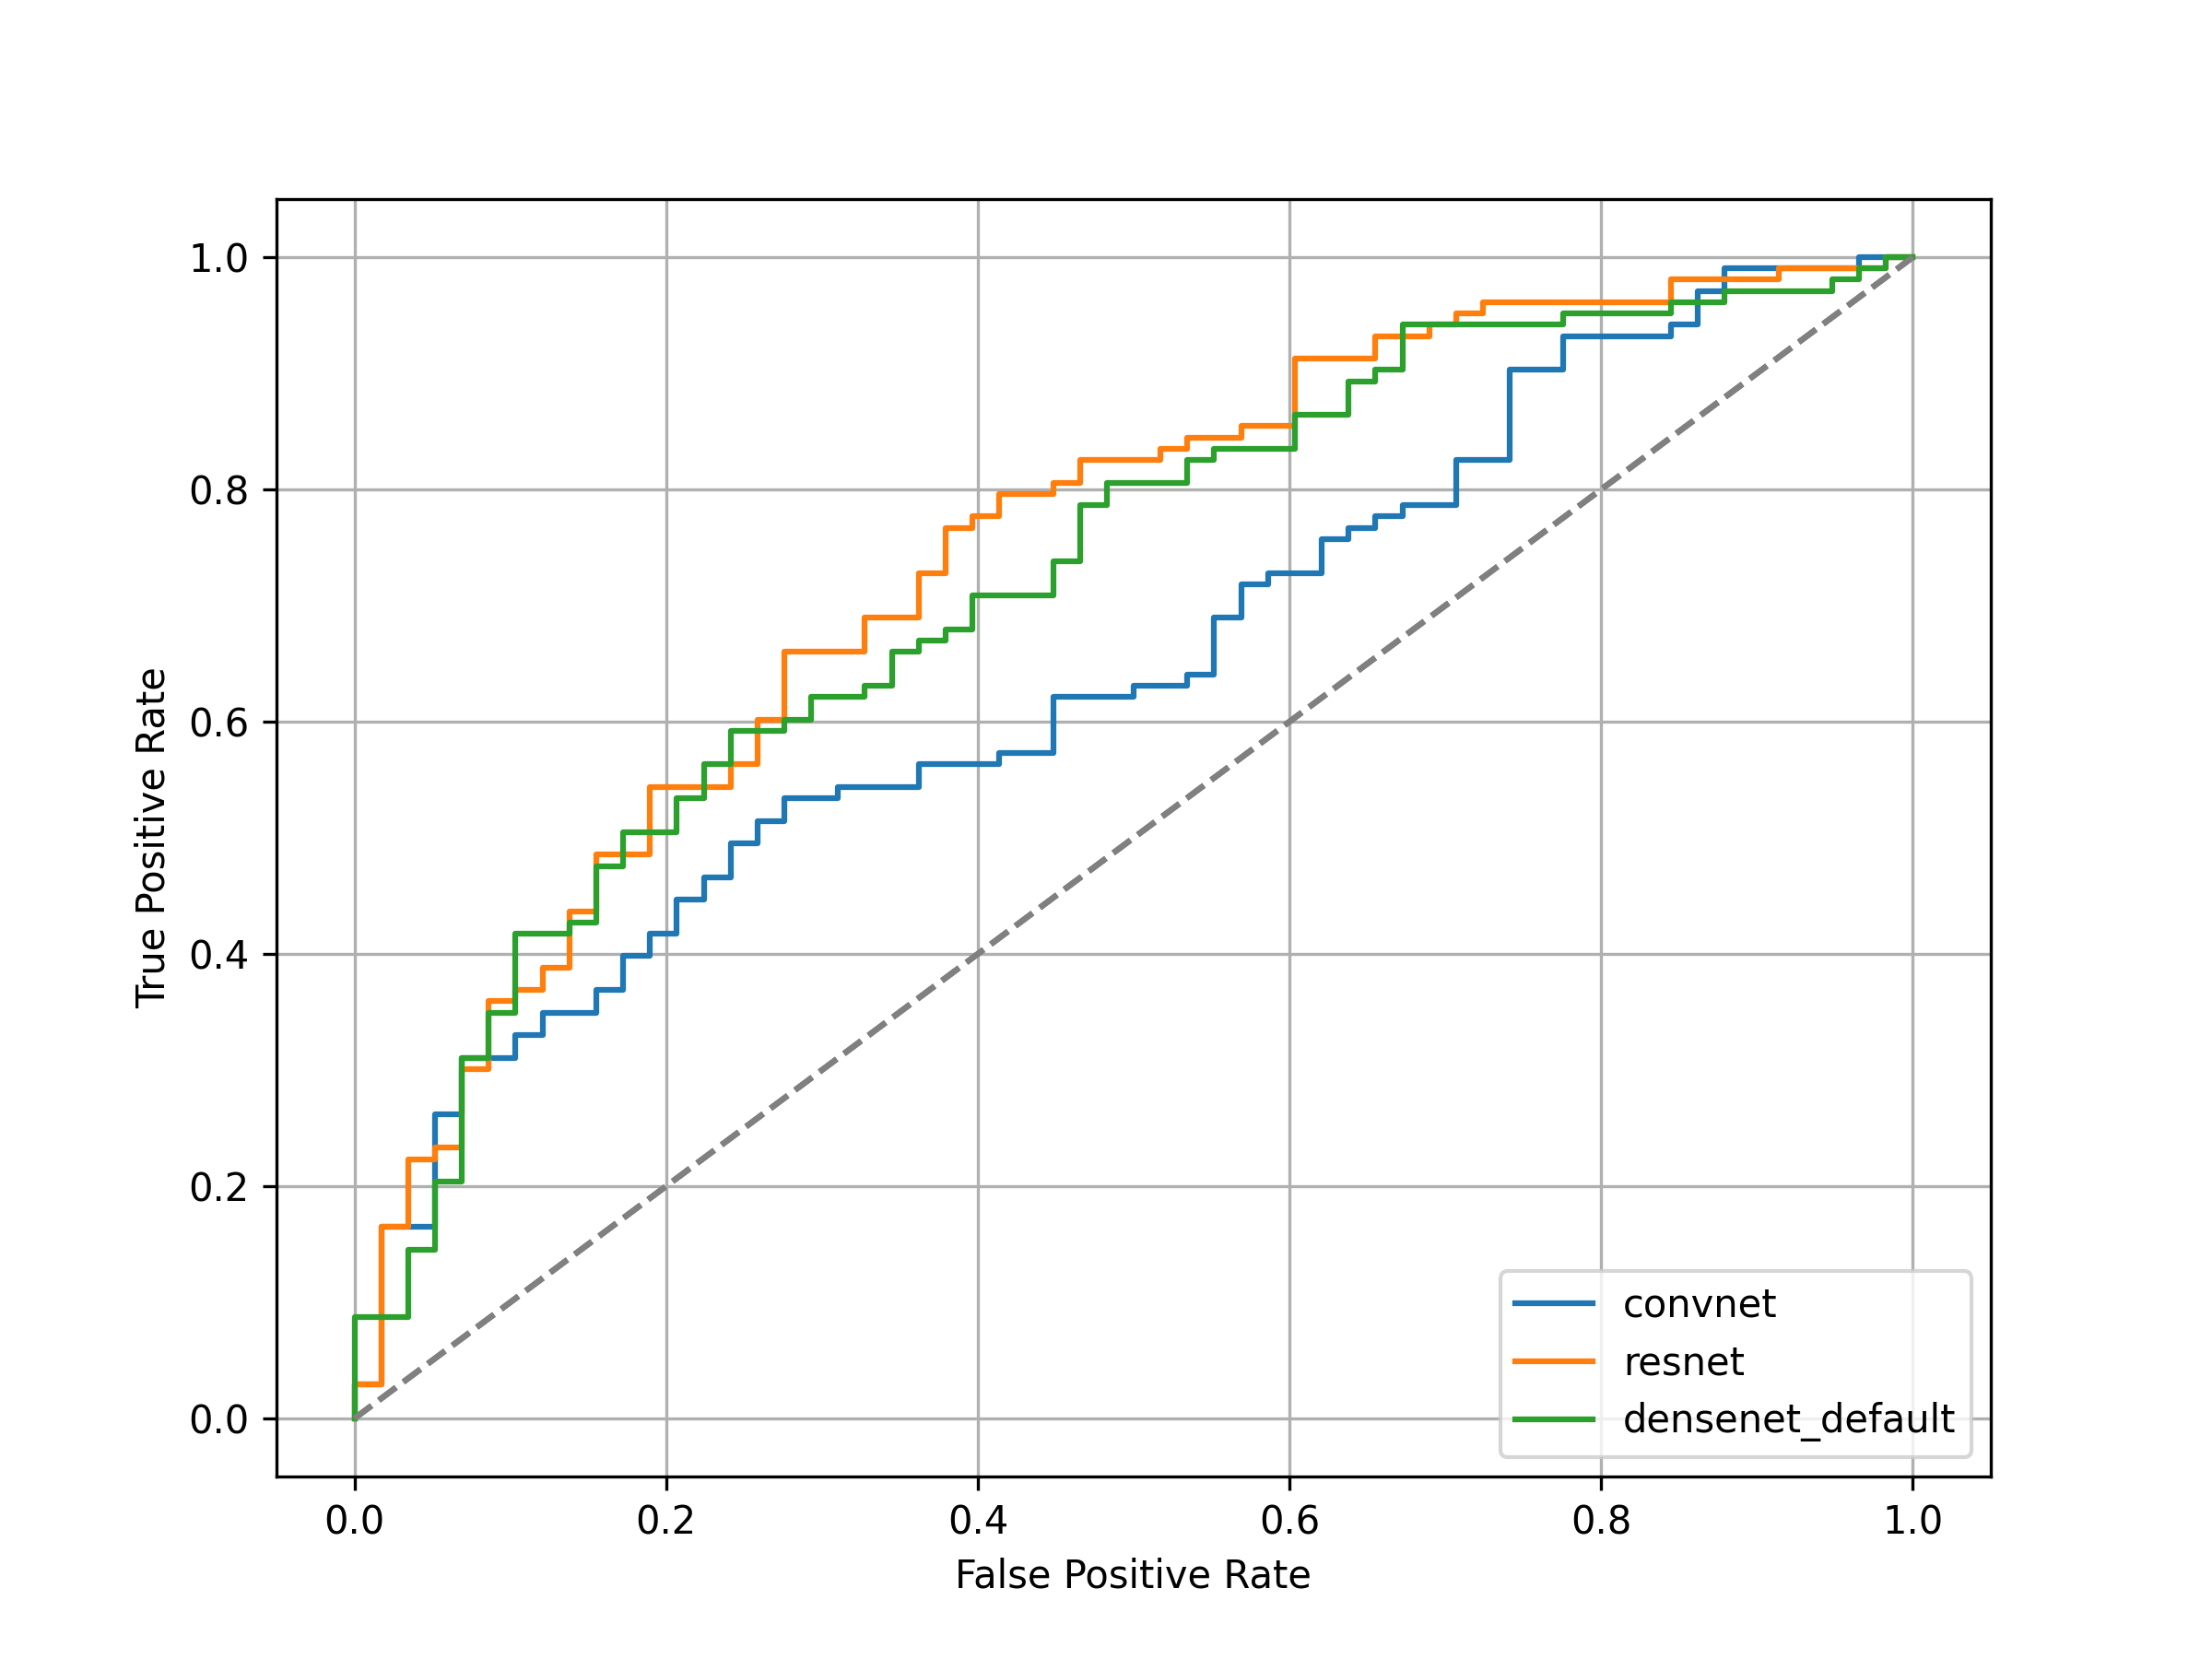 1.0
0.8
0.6
0.4
0.2
0.0
True Positive Rate
0.0 0.2 0.4 0.6 0.8 1.0
False Positive Rate
convnet
resnet
densenet_default